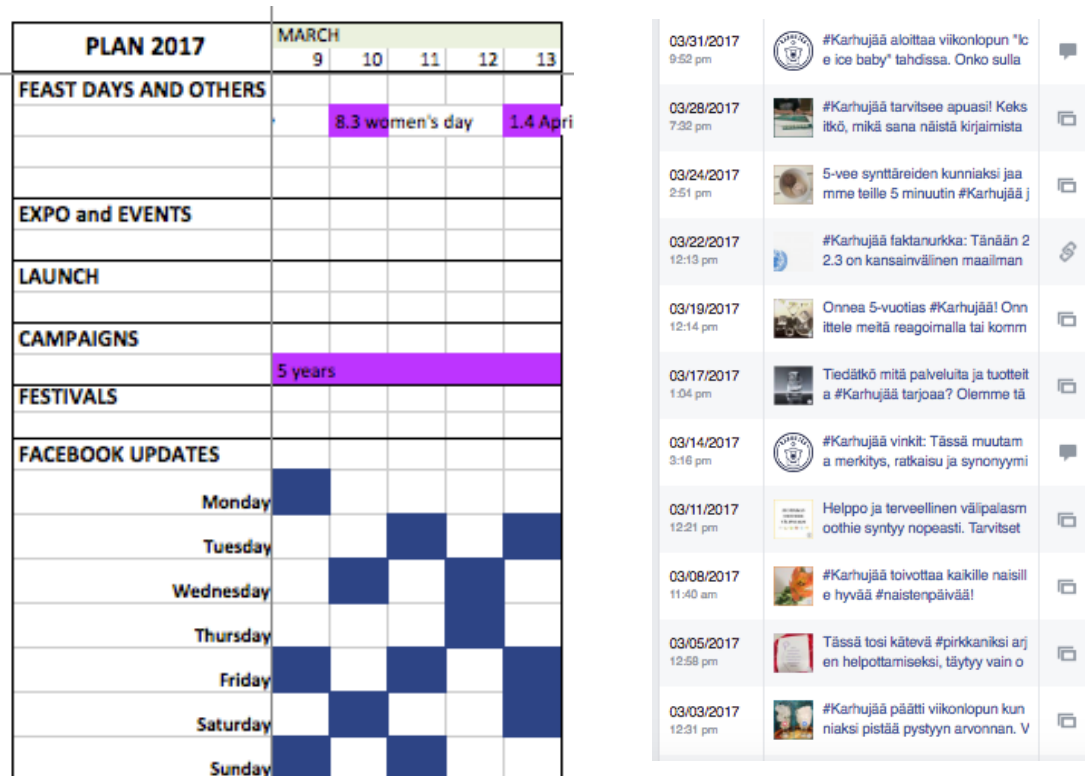 PLAN 2017
MARCH
9 10 11 12 13
FEAST DAYS AND OTHERS
8.3 women's day 1.4 Apri
EXPO and EVENTS
LAUNCH
CAMPAIGNS
5 years
FESTIVALS
FACEBOOK UPDATES
Monday
Tuesday
Wednesday
Thursday
Friday
Saturday
Sunday
03/31/2017 #Karhujää aloittaa viikonlopun "Ic
9:52 pm e ice baby" tahdissa. Onko sulla
03/28/2017 #Karhujää tarvitsee apuasi! Keks
7:32 pm itkö, mikä sana näistä kirjaimista
03/24/2017 5-vee synttäreiden kunniaksi jaa
2:51 pm mme teille 5 minuutin #Karhujää j
03/22/2017 #Karhujää faktanurkka: Tänään 2
12:13 pm 2.3 on kansainvälinen maailman
03/19/2017 Onnea 5-vuotias #Karhujää! Onn
12:14 pm ittele meitä reagoimalla tai komm
03/17/2017 Tiedätkö mitä palveluita ja tuotteit
1:04 pm a #Karhujää tarjoaa? Olemme tä
03/14/2017 #Karhujää vinkit: Tässä muutam
3:16 pm a merkitys, ratkaisu ja synonyymi
03/11/2017 Helppo ja terveellinen välipalasm
12:21 pm oothie syntyy nopeasti. Tarvitset
03/08/2017 #Karhujää toivottaa kaikille naisill
11:40 am e hyvää #naistenpäivää!
03/05/2017 Tässä tosi kätevä #pirkkaniksi arj
12:58 pm en helpottamiseksi, täytyy vain o
03/03/2017 #Karhujää päätti viikonlopun kun
12:31 pm niaksi pistää pystyyn arvonnan. V